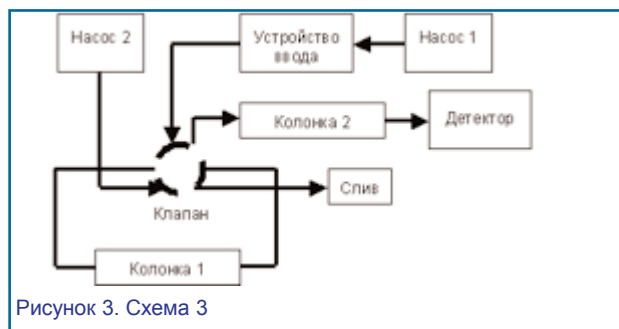 Насос 2
Устройство
ввода
Насос 1
Колонка 2
Детектор
Клапан
Слив
Колонка 1
Рисунок 3. Схема 3